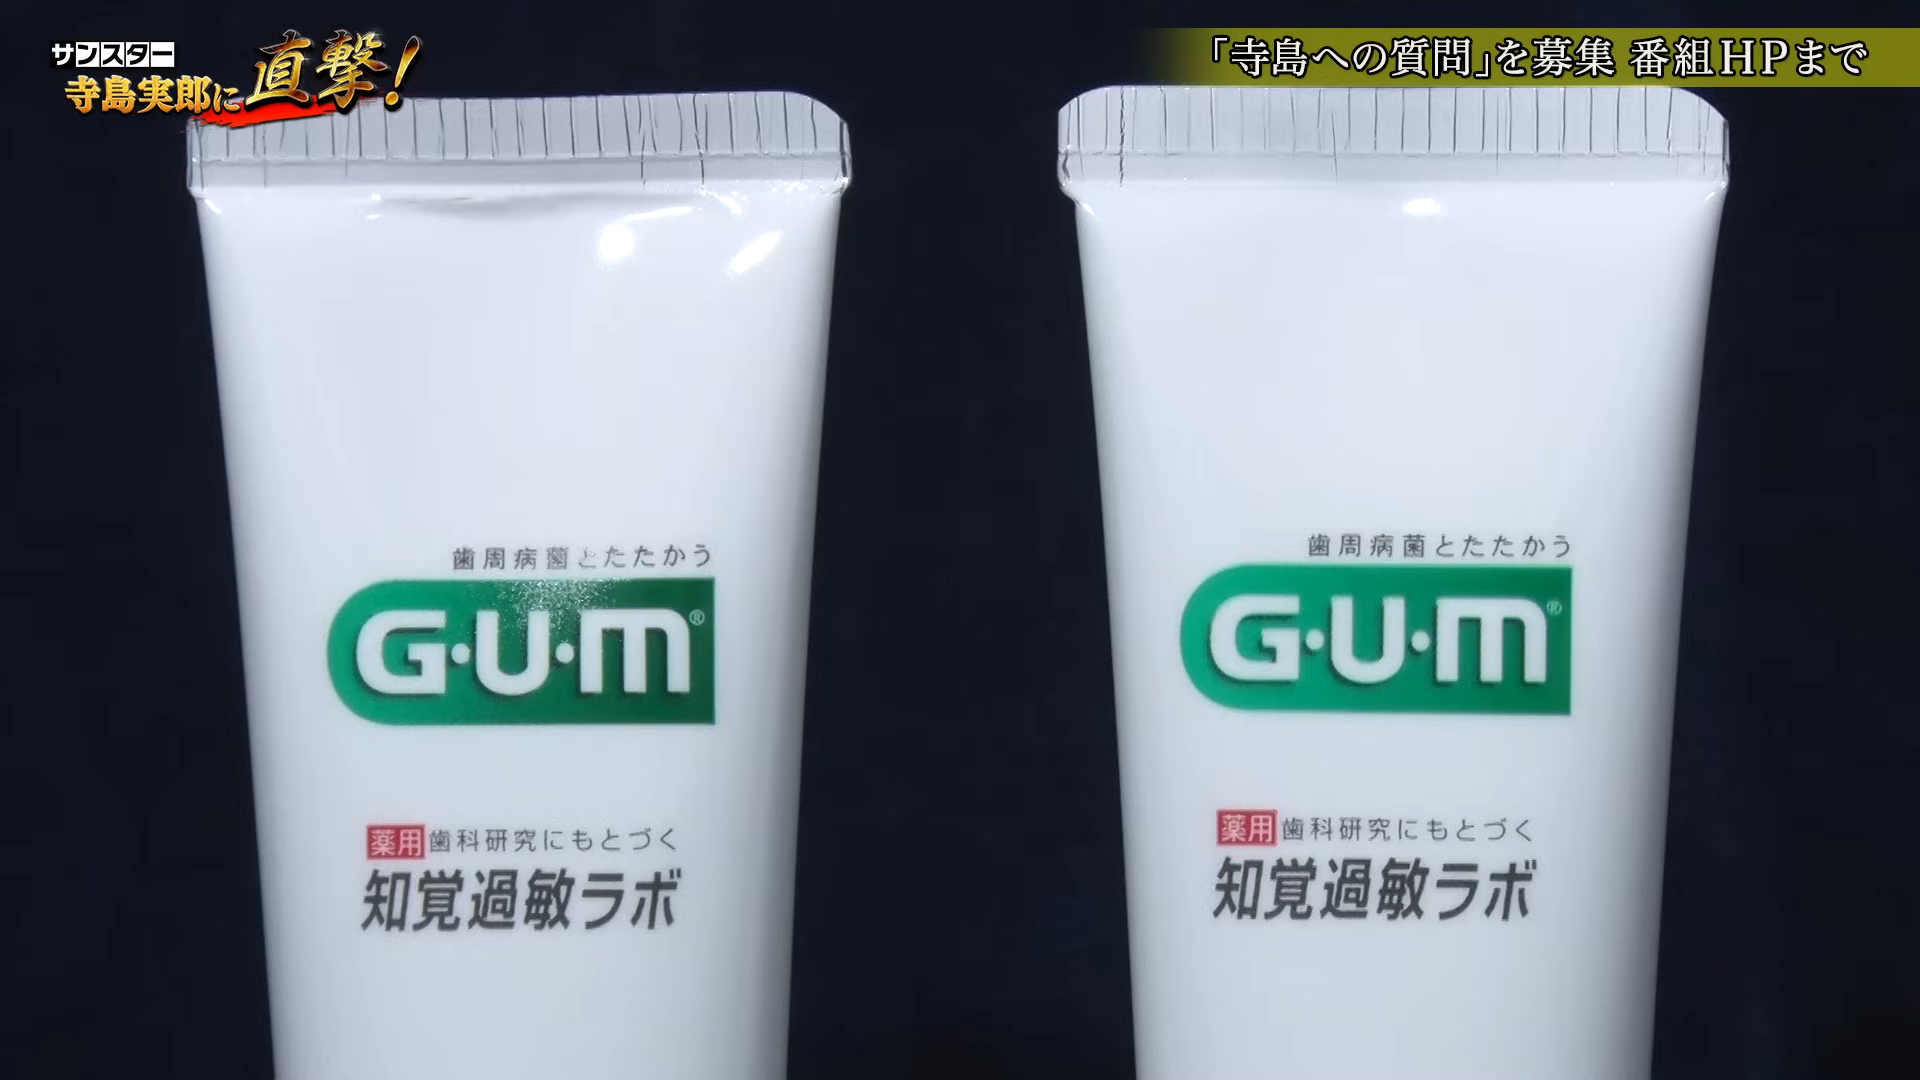 サンスター
寺島実郎に直撃!
「寺島への質問」を募集 番組HPまで
歯周病菌とたたかう
G・U・M®
薬用 歯科研究にもとづく
知覚過敏ラボ
歯周病菌とたたかう
G・U・M®
薬用 歯科研究にもとづく
知覚過敏ラボ